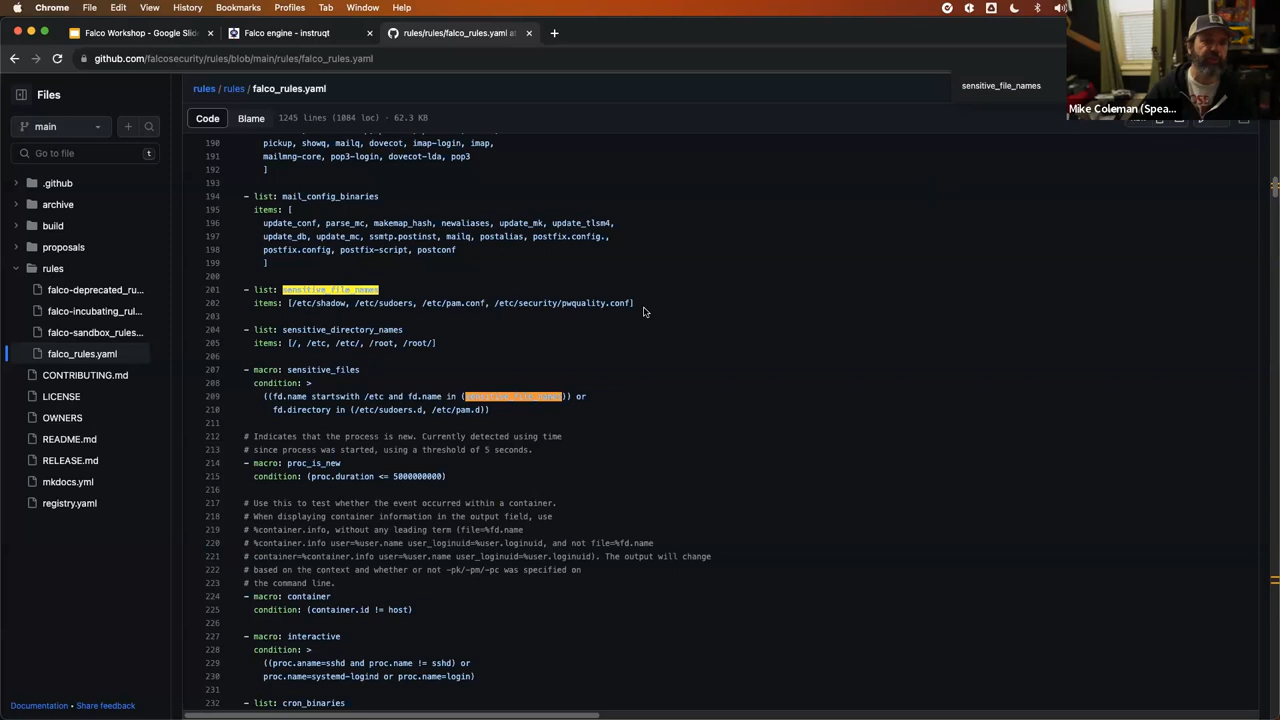 Chrome File Edit View History Bookmarks Profiles Tab Window Help
Falco Workshop - Google Slid
Falco engine - instruqt
rules/rules/falco_rules.yaml at
github.com/falcosecurity/rules/blob/main/rules/falco_rules.yaml
sensitive_file_names
Mike Coleman (Spea...
Files
rules / rules / falco_rules.yaml
Code Blame 1245 lines (1084 loc) · 62.3 KB
main
Go to file t
.github
archive
build
proposals
rules
falco-deprecated_ru...
falco-incubating_rul...
falco-sandbox_rules...
falco_rules.yaml
CONTRIBUTING.md
LICENSE
OWNERS
README.md
RELEASE.md
mkdocs.yml
registry.yaml
Documentation • Share feedback
190 pickup, showq, mailq, dovecot, imap-login, imap,
191 mailmng-core, pop3-login, dovecot-lda, pop3
192 ]
193
194 - list: mail_config_binaries
195 items: [
196 update_conf, parse_mc, makemap_hash, newaliases, update_mk, update_tlsm4,
197 update_db, update_mc, ssmtp.postinst, mailq, postalias, postfix.config.,
198 postfix.config, postfix-script, postconf
199 ]
200
201 - list: sensitive_file_names
202 items: [/etc/shadow, /etc/sudoers, /etc/pam.conf, /etc/security/pwquality.conf]
203
204 - list: sensitive_directory_names
205 items: [/, /etc, /etc/, /root, /root/]
206
207 - macro: sensitive_files
208 condition: >
209 ((fd.name startswith /etc and fd.name in (sensitive_file_names)) or
210 fd.directory in (/etc/sudoers.d, /etc/pam.d))
211
212 # Indicates that the process is new. Currently detected using time
213 # since process was started, using a threshold of 5 seconds.
214 - macro: proc_is_new
215 condition: (proc.duration <= 5000000000)
216
217 # Use this to test whether the event occurred within a container.
218 # When displaying container information in the output field, use
219 # %container.info, without any leading term (file=%fd.name
220 # %container.info user=%user.name user_loginuid=%user.loginuid, and not file=%fd.name
221 # container=%container.info user=%user.name user_loginuid=%user.loginuid). The output will change
222 # based on the context and whether or not -pk/-pm/-pc was specified on
223 # the command line.
224 - macro: container
225 condition: (container.id != host)
226
227 - macro: interactive
228 condition: >
229 ((proc.aname=sshd and proc.name != sshd) or
230 proc.name=systemd-logind or proc.name=login)
231
232 - list: cron_binaries